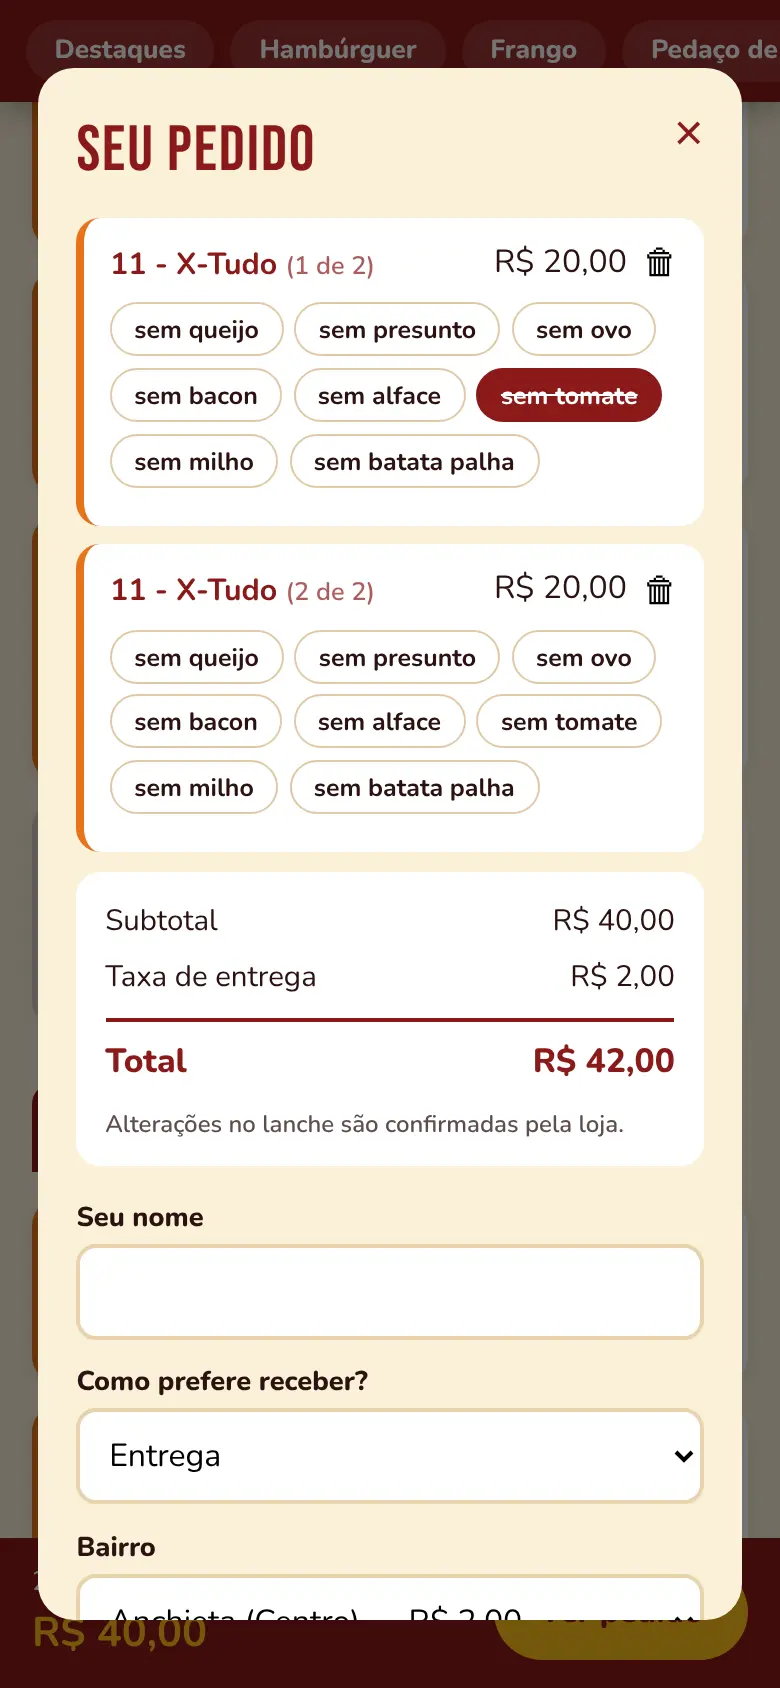 Destaques Hambúrguer Frango Pedaço de
SEU PEDIDO ×
11 - X-Tudo (1 de 2) R$ 20,00
sem queijo sem presunto sem ovo
sem bacon sem alface sem tomate
sem milho sem batata palha
11 - X-Tudo (2 de 2) R$ 20,00
sem queijo sem presunto sem ovo
sem bacon sem alface sem tomate
sem milho sem batata palha
Subtotal R$ 40,00
Taxa de entrega R$ 2,00
Total R$ 42,00
Alterações no lanche são confirmadas pela loja.
Seu nome
Como prefere receber?
Entrega
Bairro
Anchieta (Centro) — R$ 2,00
R$ 40,00